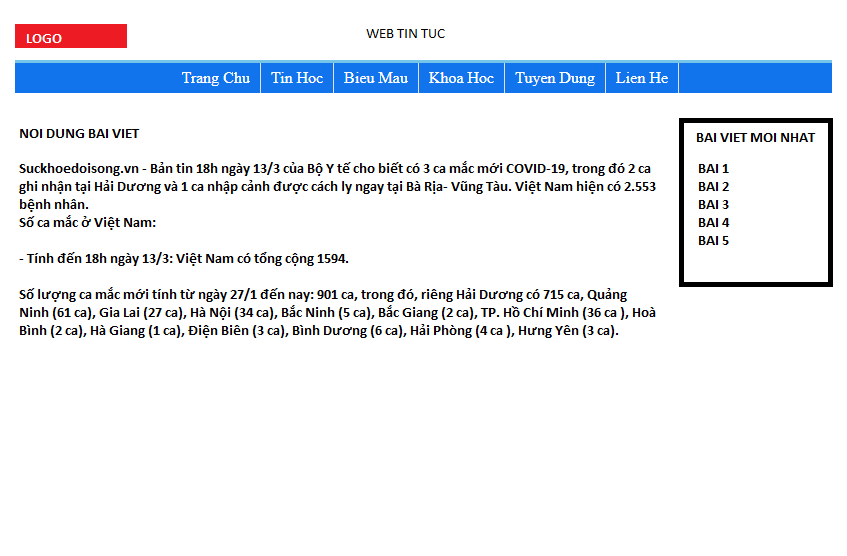 LOGO
WEB TIN TUC
Trang Chu Tin Hoc Bieu Mau Khoa Hoc Tuyen Dung Lien He
NOI DUNG BAI VIET
Suckhoedoisong.vn - Bản tin 18h ngày 13/3 của Bộ Y tế cho biết có 3 ca mắc mới COVID-19, trong đó 2 ca
ghi nhận tại Hải Dương và 1 ca nhập cảnh được cách ly ngay tại Bà Rịa- Vũng Tàu. Việt Nam hiện có 2.553
bệnh nhân.
Số ca mắc ở Việt Nam:
- Tính đến 18h ngày 13/3: Việt Nam có tổng cộng 1594.
Số lượng ca mắc mới tính từ ngày 27/1 đến nay: 901 ca, trong đó, riêng Hải Dương có 715 ca, Quảng
Ninh (61 ca), Gia Lai (27 ca), Hà Nội (34 ca), Bắc Ninh (5 ca), Bắc Giang (2 ca), TP. Hồ Chí Minh (36 ca ), Hoà
Bình (2 ca), Hà Giang (1 ca), Điện Biên (3 ca), Bình Dương (6 ca), Hải Phòng (4 ca ), Hưng Yên (3 ca).
BAI VIET MOI NHAT
BAI 1
BAI 2
BAI 3
BAI 4
BAI 5